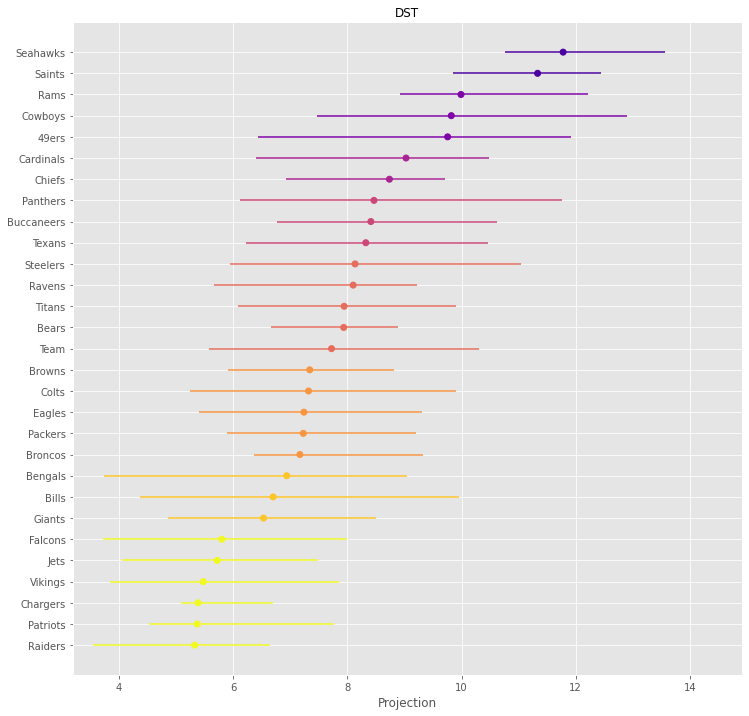 DST
Seahawks
Saints
Rams
Cowboys
49ers
Cardinals
Chiefs
Panthers
Buccaneers
Texans
Steelers
Ravens
Titans
Bears
Team
Browns
Colts
Eagles
Packers
Broncos
Bengals
Bills
Giants
Falcons
Jets
Vikings
Chargers
Patriots
Raiders
4 6 8 10 12 14
Projection